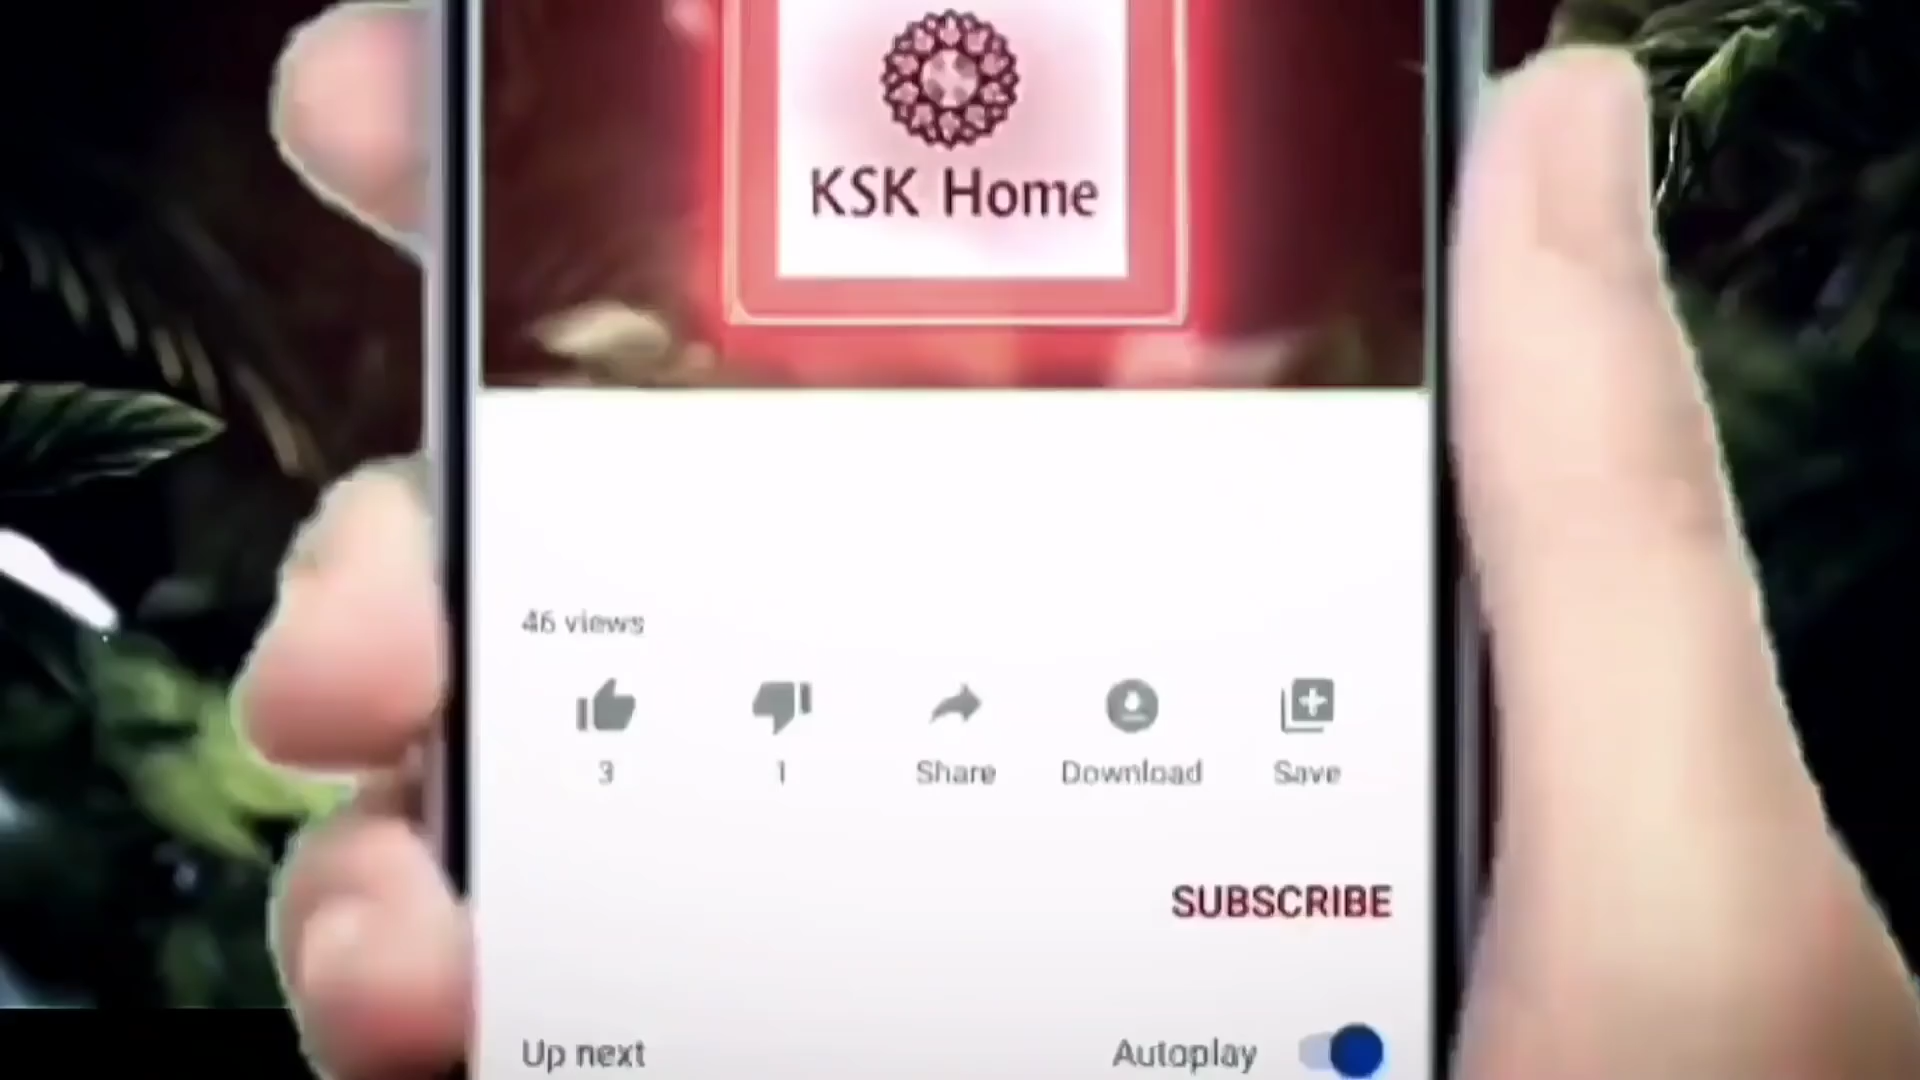 KSK Home
46 views
3
1
Share
Download
Save
SUBSCRIBE
Up next
Autoplay